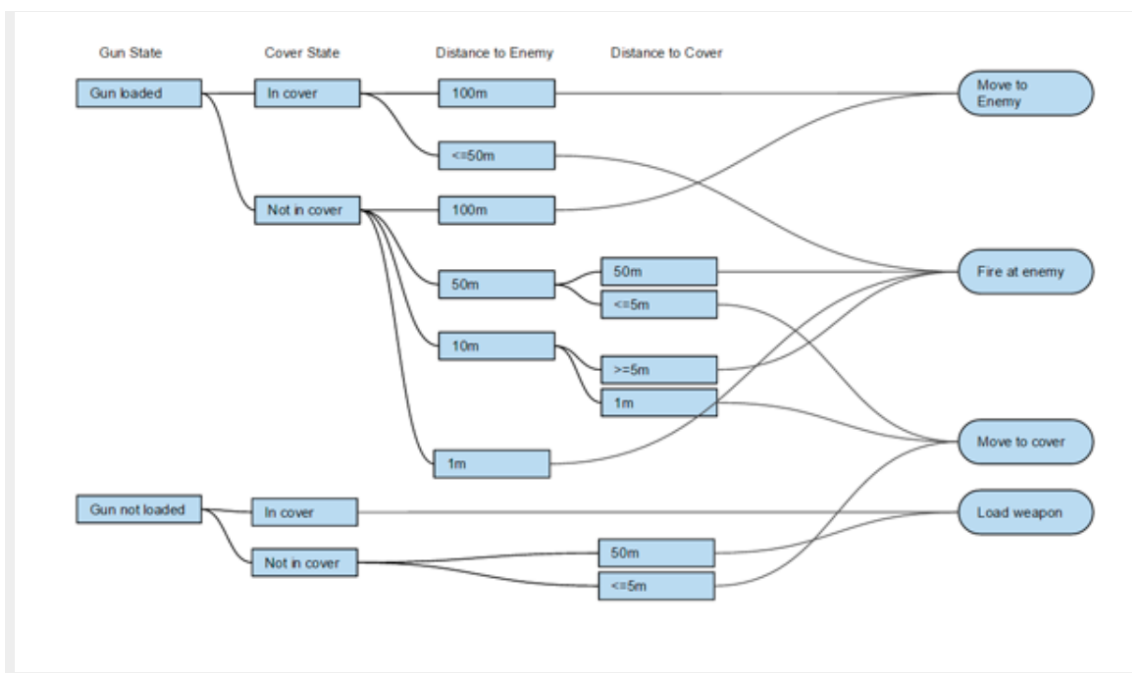 Gun State
Cover State
Distance to Enemy
Distance to Cover
Gun loaded
In cover
100m
Move to
Enemy
<=50m
Not in cover
100m
50m
50m
Fire at enemy
<=5m
10m
>=5m
1m
1m
Move to cover
Gun not loaded
In cover
Load weapon
Not in cover
50m
<=5m